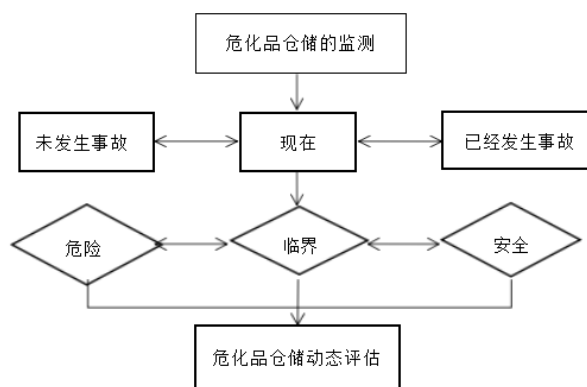 危化品仓储的监测
未发生事故
现在
已经发生事故
危险
临界
安全
危化品仓储动态评估